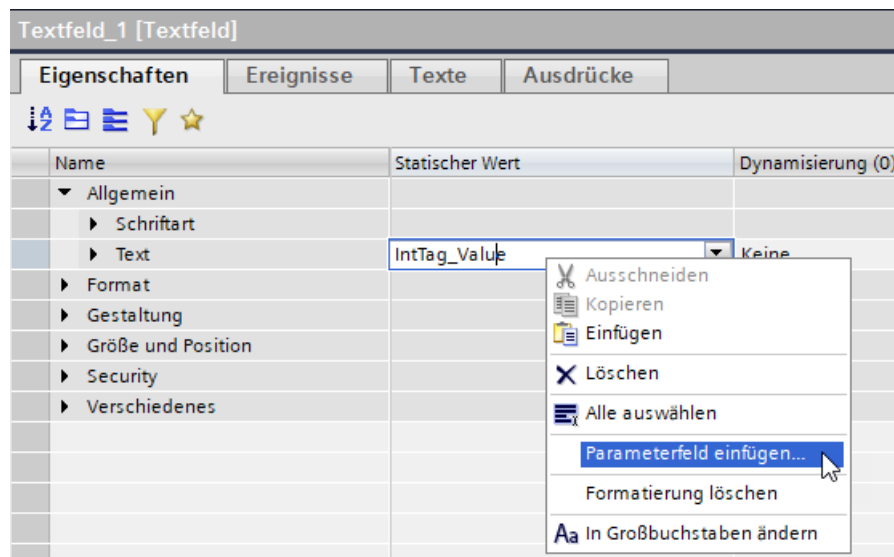 Textfeld_1 [Textfeld]
Eigenschaften Ereignisse Texte Ausdrücke
Name Statischer Wert Dynamisierung (0)
Allgemein
Schriftart
Text IntTag_Value Keine
Format
Gestaltung
Größe und Position
Security
Verschiedenes
Ausschneiden
Kopieren
Einfügen
Löschen
Alle auswählen
Parameterfeld einfügen...
Formatierung löschen
Aa In Großbuchstaben ändern